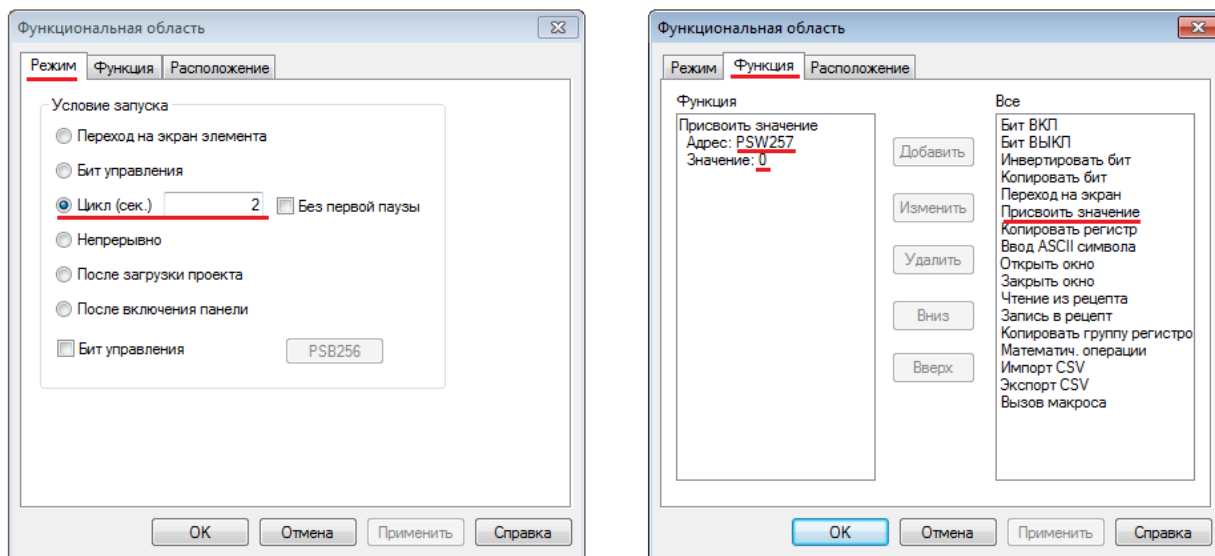 Функциональная область
Режим Функция Расположение
Условие запуска
Переход на экран элемента
Бит управления
Цикл (сек.) 2 Без первой паузы
Непрерывно
После загрузки проекта
После включения панели
Бит управления PSB256
OK Отмена Применить Справка
Функциональная область
Режим Функция Расположение
Функция
Присвоить значение
Адрес: PSW257
Значение: 0
Добавить
Изменить
Удалить
Вниз
Вверх
Все
Бит ВКЛ
Бит ВЫКЛ
Инвертировать бит
Копировать бит
Переход на экран
Присвоить значение
Копировать регистр
Ввод ASCII символа
Открыть окно
Закрыть окно
Чтение из рецепта
Запись в рецепт
Копировать группу регистро
Математич. операции
Импорт CSV
Экспорт CSV
Вызов макроса
OK Отмена Применить Справка